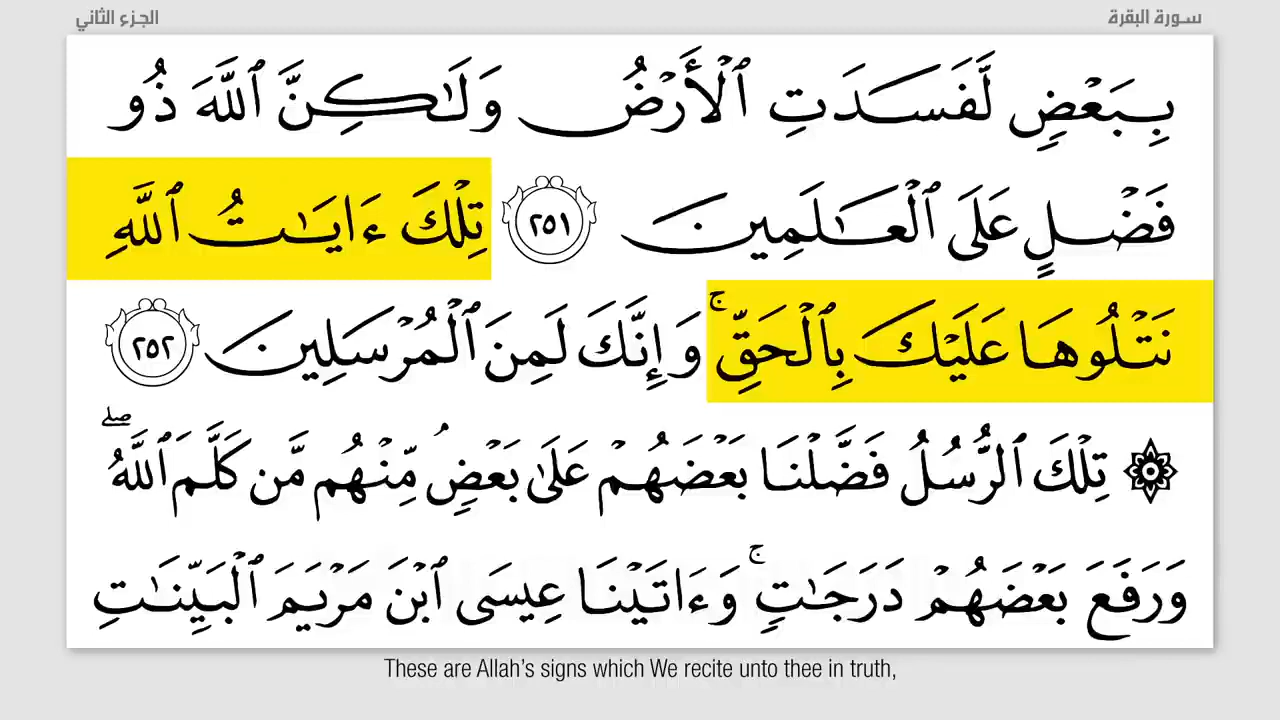 سورة البقرة
الجزء الثاني
بِبَعْضٍ لَّفَسَدَتِ ٱلْأَرْضُ وَلَـٰكِنَّ ٱللَّهَ ذُو
فَضْلٍ عَلَى ٱلْعَـٰلَمِينَ ٢٥١ تِلْكَ ءَايَـٰتُ ٱللَّهِ
نَتْلُوهَا عَلَيْكَ بِٱلْحَقِّ ۚ وَإِنَّكَ لَمِنَ ٱلْمُرْسَلِينَ ٢٥٢
۞ تِلْكَ ٱلرُّسُلُ فَضَّلْنَا بَعْضَهُمْ عَلَىٰ بَعْضٍ ۘ مِّنْهُم مَّن كَلَّمَ ٱللَّهُ ۖ
وَرَفَعَ بَعْضَهُمْ دَرَجَـٰتٍ ۚ وَءَاتَيْنَا عِيسَى ٱبْنَ مَرْيَمَ ٱلْبَيِّنَـٰتِ
These are Allah's signs which We recite unto thee in truth,